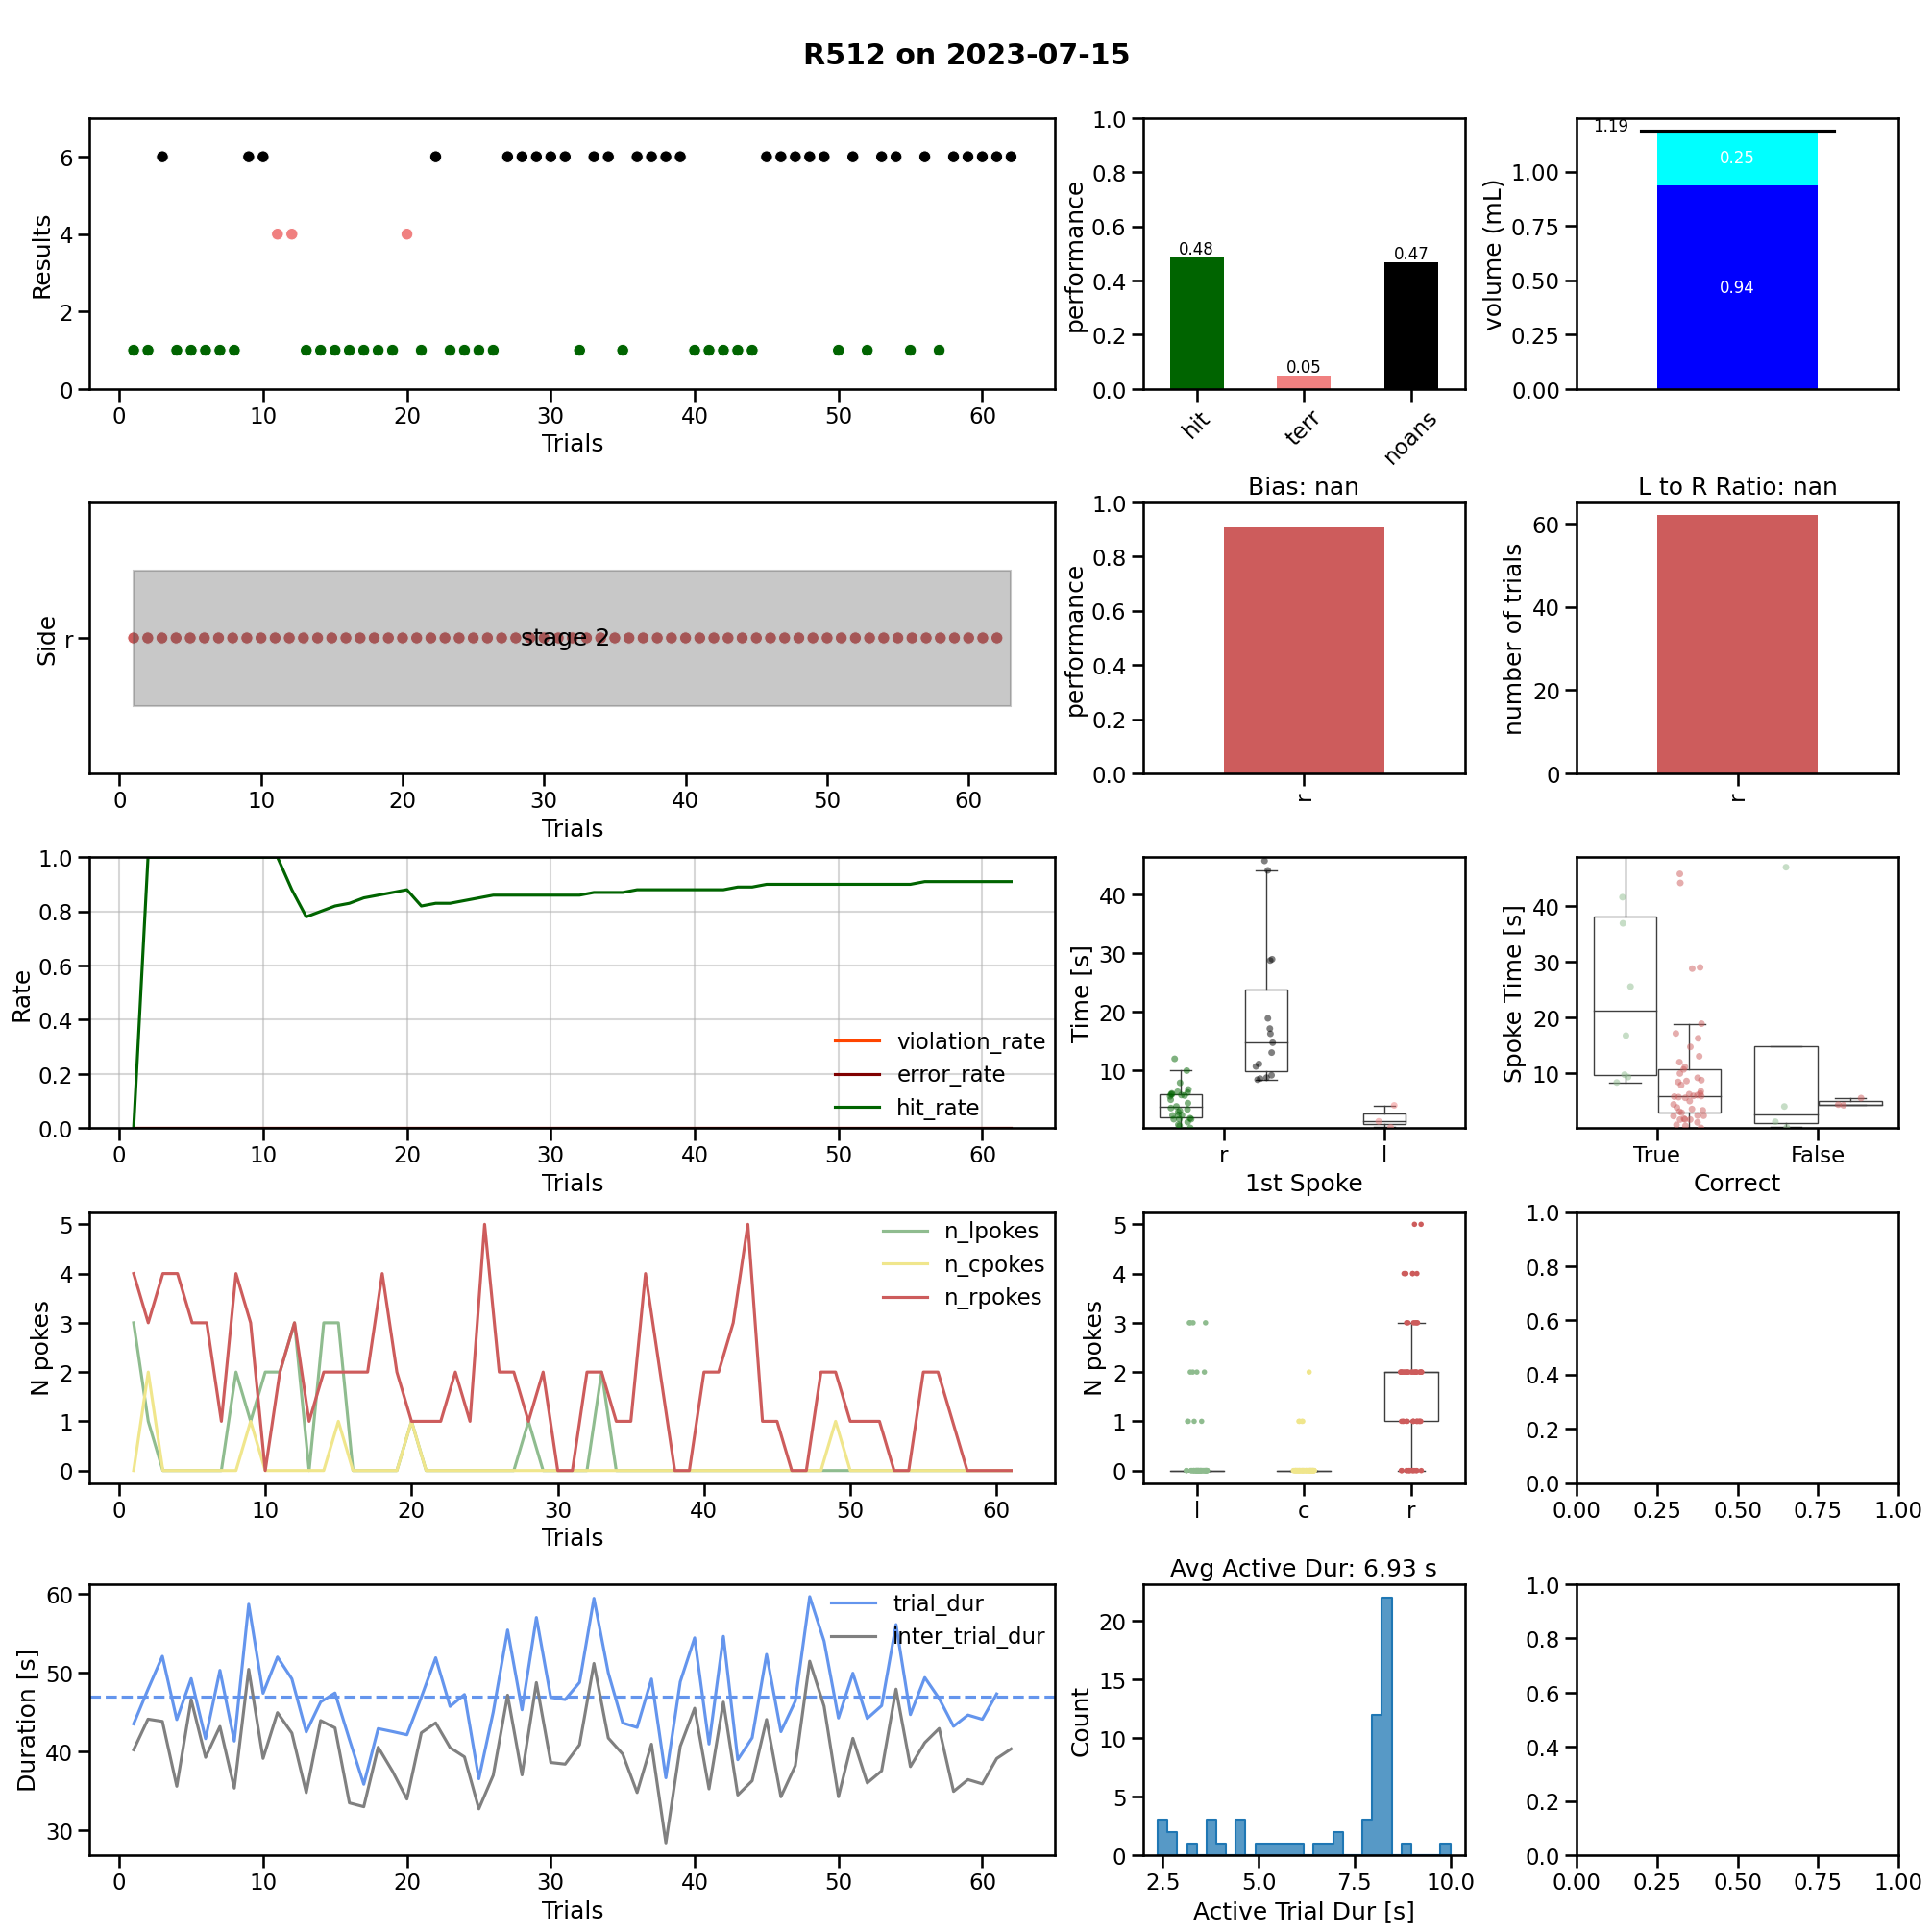 R512 on 2023-07-15
Results
6
4
2
0
0 10 20 30 40 50 60
Trials
performance
1.0
0.8
0.6
0.4
0.2
0.0
0.48
0.05
0.47
hit
terr
noans
volume (mL)
1.00
0.75
0.50
0.25
0.00
1.19
0.25
0.94
Side
r
stage 2
0 10 20 30 40 50 60
Trials
Bias: nan
performance
1.0
0.8
0.6
0.4
0.2
0.0
r
L to R Ratio: nan
number of trials
60
40
20
0
r
Rate
1.0
0.8
0.6
0.4
0.2
0.0
violation_rate
error_rate
hit_rate
0 10 20 30 40 50 60
Trials
Time [s]
40
30
20
10
r l
1st Spoke
Spoke Time [s]
40
30
20
10
True False
Correct
N pokes
5
4
3
2
1
0
n_lpokes
n_cpokes
n_rpokes
0 10 20 30 40 50 60
Trials
N pokes
5
4
3
2
1
0
l c r
1.0
0.8
0.6
0.4
0.2
0.0
0.00 0.25 0.50 0.75 1.00
Duration [s]
60
50
40
30
trial_dur
inter_trial_dur
0 10 20 30 40 50 60
Trials
Avg Active Dur: 6.93 s
Count
20
15
10
5
0
2.5 5.0 7.5 10.0
Active Trial Dur [s]
1.0
0.8
0.6
0.4
0.2
0.0
0.00 0.25 0.50 0.75 1.00